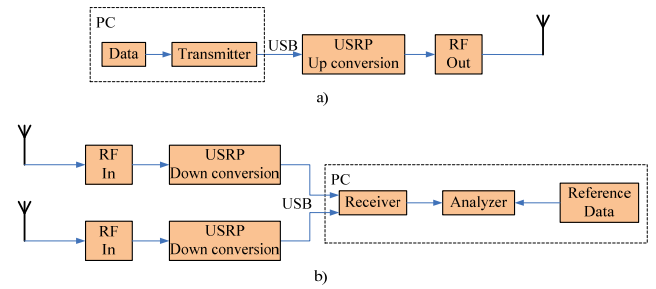 PC
Data
Transmitter
USB
USRP
Up conversion
RF
Out
a)
RF
In
USRP
Down conversion
USB
RF
In
USRP
Down conversion
PC
Receiver
Analyzer
Reference
Data
b)